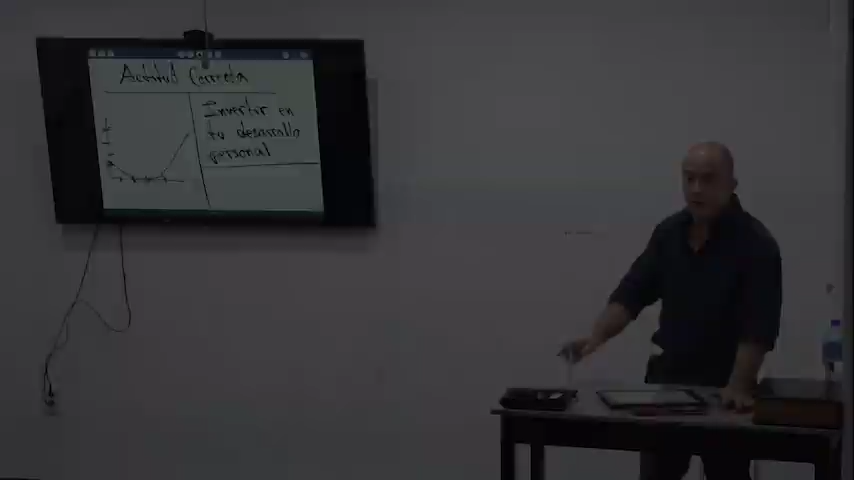 Actitud Correcta
Invertir en
tu desarrollo
personal